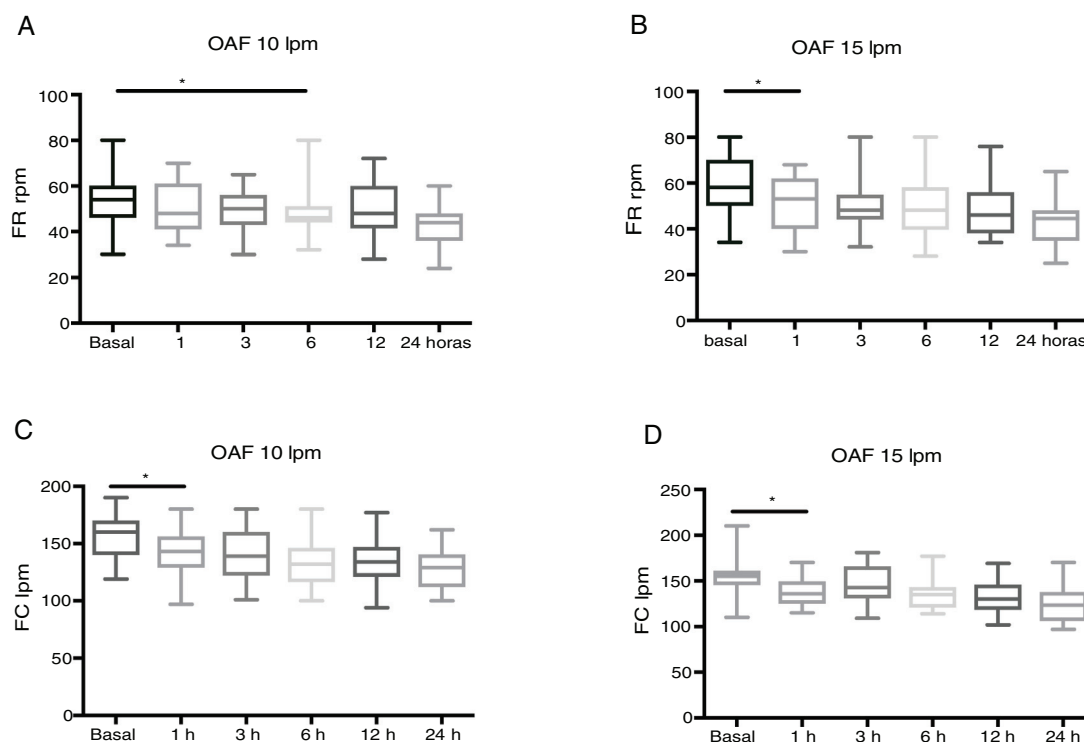 A
OAF 10 lpm
*
FR rpm
100
80
60
40
20
0
Basal 1 3 6 12 24 horas
B
OAF 15 lpm
*
FR rpm
100
80
60
40
20
0
basal 1 3 6 12 24 horas
C
OAF 10 lpm
*
FC lpm
200
150
100
50
0
Basal 1 h 3 h 6 h 12 h 24 h
D
OAF 15 lpm
*
FC lpm
250
200
150
100
50
0
Basal 1 h 3 h 6 h 12 h 24 h